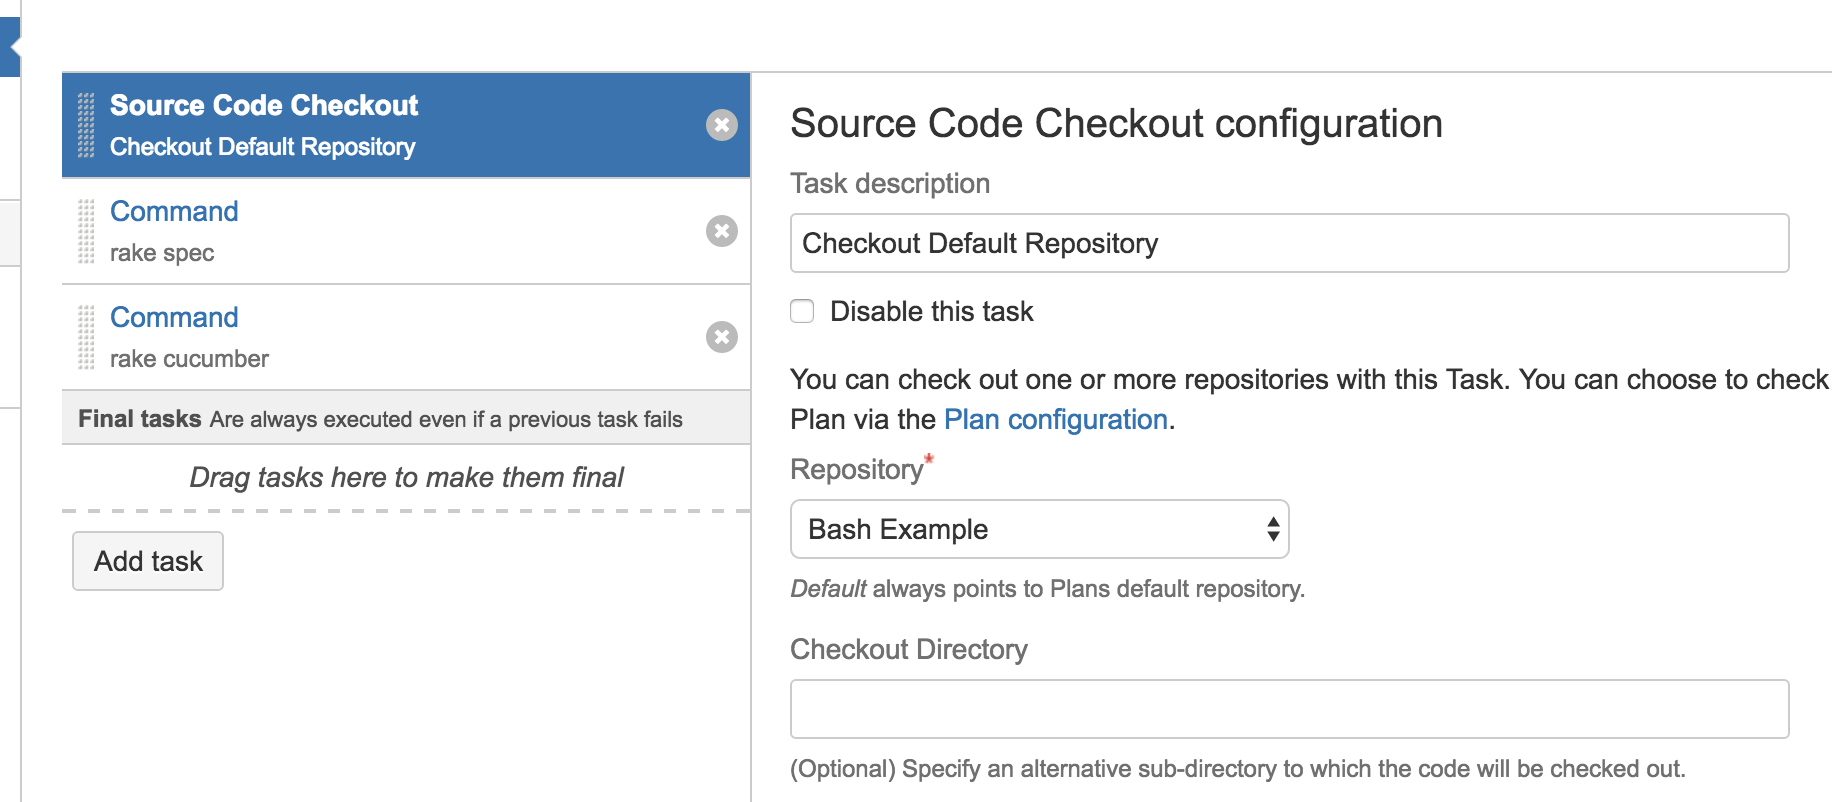 Source Code Checkout
Checkout Default Repository
Command
rake spec
Command
rake cucumber
Final tasks Are always executed even if a previous task fails
Drag tasks here to make them final
Add task
Source Code Checkout configuration
Task description
Checkout Default Repository
Disable this task
You can check out one or more repositories with this Task. You can choose to check
Plan via the Plan configuration.
Repository*
Bash Example
Default always points to Plans default repository.
Checkout Directory
(Optional) Specify an alternative sub-directory to which the code will be checked out.